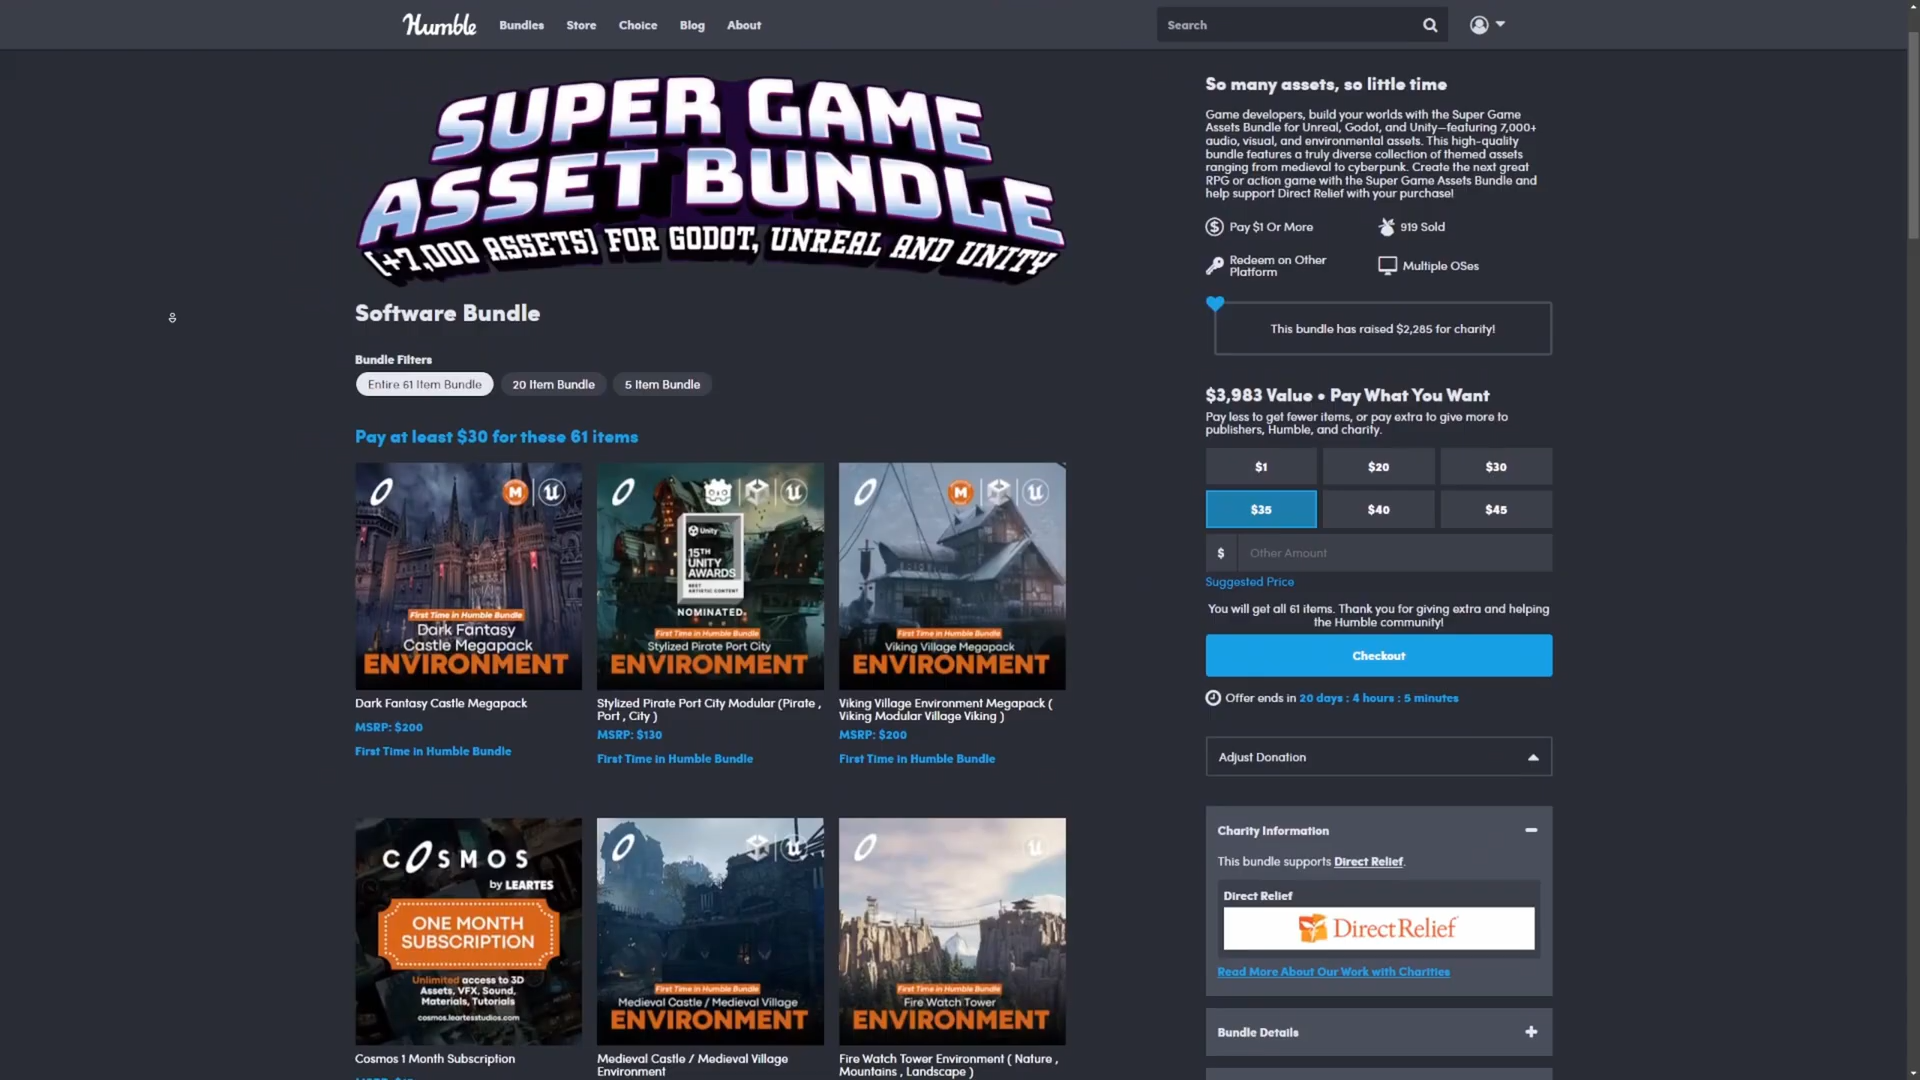 Humble
Bundles
Store
Choice
Blog
About
Search
SUPER GAME
ASSET BUNDLE
(+7,000 ASSETS) FOR GODOT, UNREAL AND UNITY
Software Bundle
Bundle Filters
Entire 61 Item Bundle
20 Item Bundle
5 Item Bundle
Pay at least $30 for these 61 items
M
First Time in Humble Bundle
Dark Fantasy
Castle Megapack
ENVIRONMENT
Dark Fantasy Castle Megapack
MSRP: $200
First Time in Humble Bundle
Unity
15TH
UNITY
AWARDS
BEST
ARTISTIC CONTENT
NOMINATED.
First Time in Humble Bundle
Stylized Pirate Port City
ENVIRONMENT
Stylized Pirate Port City Modular (Pirate ,
Port , City )
MSRP: $130
First Time in Humble Bundle
M
First Time in Humble Bundle
Viking Village Megapack
ENVIRONMENT
Viking Village Environment Megapack (
Viking Modular Village Viking )
MSRP: $200
First Time in Humble Bundle
COSMOS
by LEARTES
ONE MONTH
SUBSCRIPTION
Unlimited access to 3D
Assets, VFX, Sound,
Materials, Tutorials
cosmos.leartesstudios.com
Cosmos 1 Month Subscription
First Time in Humble Bundle
Medieval Castle / Medieval Village
ENVIRONMENT
Medieval Castle / Medieval Village
Environment
First Time in Humble Bundle
Fire Watch Tower
ENVIRONMENT
Fire Watch Tower Environment ( Nature ,
Mountains , Landscape )
So many assets, so little time
Game developers, build your worlds with the Super Game
Assets Bundle for Unreal, Godot, and Unity—featuring 7,000+
audio, visual, and environmental assets. This high-quality
bundle features a truly diverse collection of themed assets
ranging from medieval to cyberpunk. Create the next great
RPG or action game with the Super Game Assets Bundle and
help support Direct Relief with your purchase!
Pay $1 Or More
919 Sold
Redeem on Other
Platform
Multiple OSes
This bundle has raised $2,285 for charity!
$3,983 Value • Pay What You Want
Pay less to get fewer items, or pay extra to give more to
publishers, Humble, and charity.
$1
$20
$30
$35
$40
$45
$
Other Amount
Suggested Price
You will get all 61 items. Thank you for giving extra and helping
the Humble community!
Checkout
Offer ends in 20 days : 4 hours : 5 minutes
Adjust Donation
Charity Information
This bundle supports Direct Relief.
Direct Relief
DirectRelief
Read More About Our Work with Charities
Bundle Details